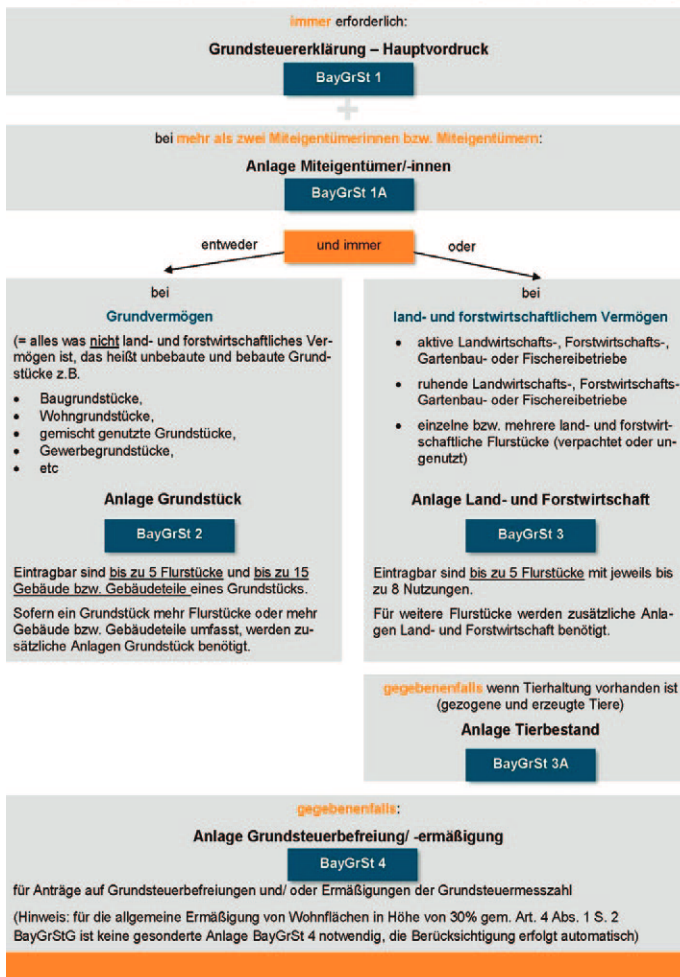 immer erforderlich:
Grundsteuererklärung – Hauptvordruck
BayGrSt 1
+
bei mehr als zwei Miteigentümerinnen bzw. Miteigentümern:
Anlage Miteigentümer/-innen
BayGrSt 1A
entweder
und immer
oder
bei
Grundvermögen
(= alles was nicht land- und forstwirtschaftliches Ver-
mögen ist, das heißt unbebaute und bebaute Grund-
stücke z.B.
• Baugrundstücke,
• Wohngrundstücke,
• gemischt genutzte Grundstücke,
• Gewerbegrundstücke,
• etc
Anlage Grundstück
BayGrSt 2
Eintragbar sind bis zu 5 Flurstücke und bis zu 15
Gebäude bzw. Gebäudeteile eines Grundstücks.
Sofern ein Grundstück mehr Flurstücke oder mehr
Gebäude bzw. Gebäudeteile umfasst, werden zu-
sätzliche Anlagen Grundstück benötigt.
bei
land- und forstwirtschaftlichem Vermögen
• aktive Landwirtschafts-, Forstwirtschafts-,
Gartenbau- oder Fischereibetriebe
• ruhende Landwirtschafts-, Forstwirtschafts-
Gartenbau- oder Fischereibetriebe
• einzelne bzw. mehrere land- und forstwirt-
schaftliche Flurstücke (verpachtet oder un-
genutzt)
Anlage Land- und Forstwirtschaft
BayGrSt 3
Eintragbar sind bis zu 5 Flurstücke mit jeweils bis
zu 8 Nutzungen.
Für weitere Flurstücke werden zusätzliche Anla-
gen Land- und Forstwirtschaft benötigt.
gegebenenfalls wenn Tierhaltung vorhanden ist
(gezogene und erzeugte Tiere)
Anlage Tierbestand
BayGrSt 3A
gegebenenfalls:
Anlage Grundsteuerbefreiung/ -ermäßigung
BayGrSt 4
für Anträge auf Grundsteuerbefreiungen und/ oder Ermäßigungen der Grundsteuermesszahl
(Hinweis: für die allgemeine Ermäßigung von Wohnflächen in Höhe von 30% gem. Art. 4 Abs. 1 S. 2
BayGrStG ist keine gesonderte Anlage BayGrSt 4 notwendig, die Berücksichtigung erfolgt automatisch)